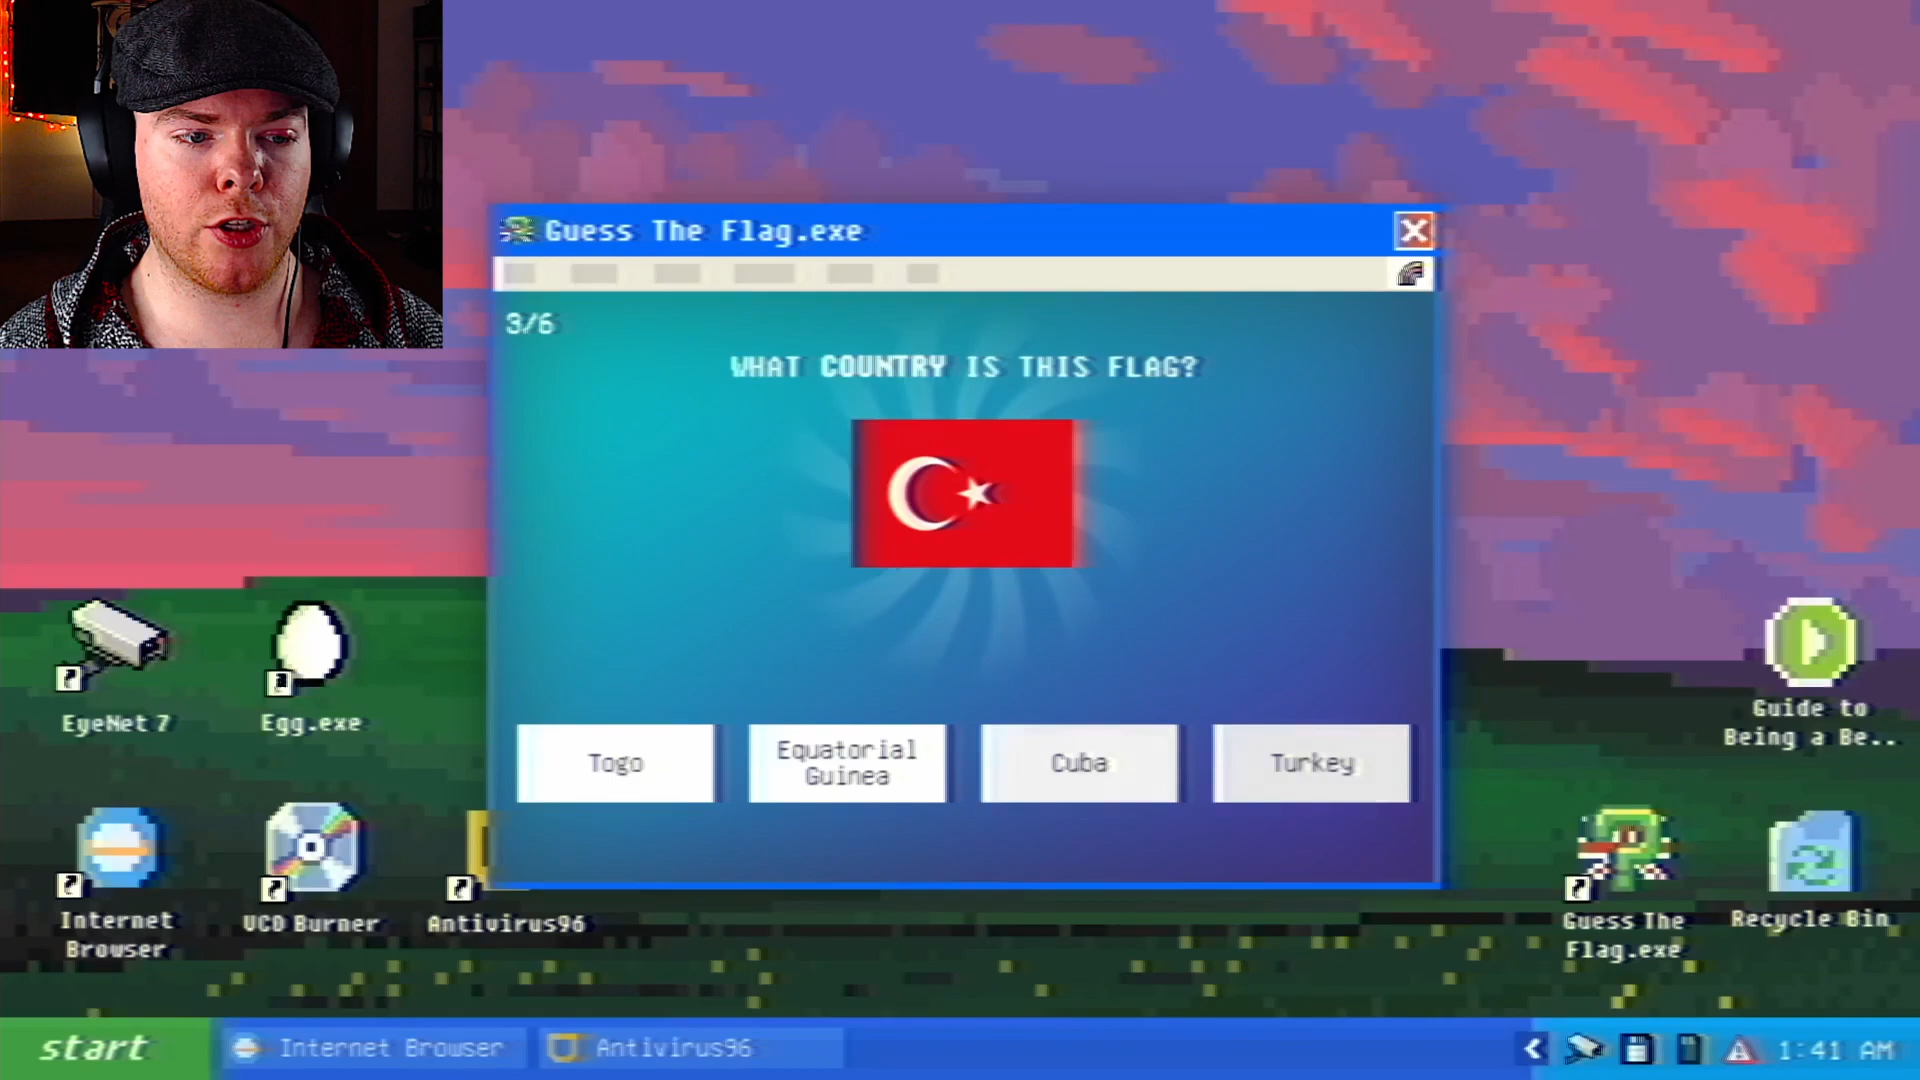 Guess The Flag.exe
3/6
WHAT COUNTRY IS THIS FLAG?
Togo
Equatorial
Guinea
Cuba
Turkey
EyeNet 7
Egg.exe
Guide to
Being a Be..
Internet
Browser
VCD Burner
Antivirus96
Guess The
Flag.exe
Recycle Bin
start
Internet Browser
Antivirus96
1:41 AM